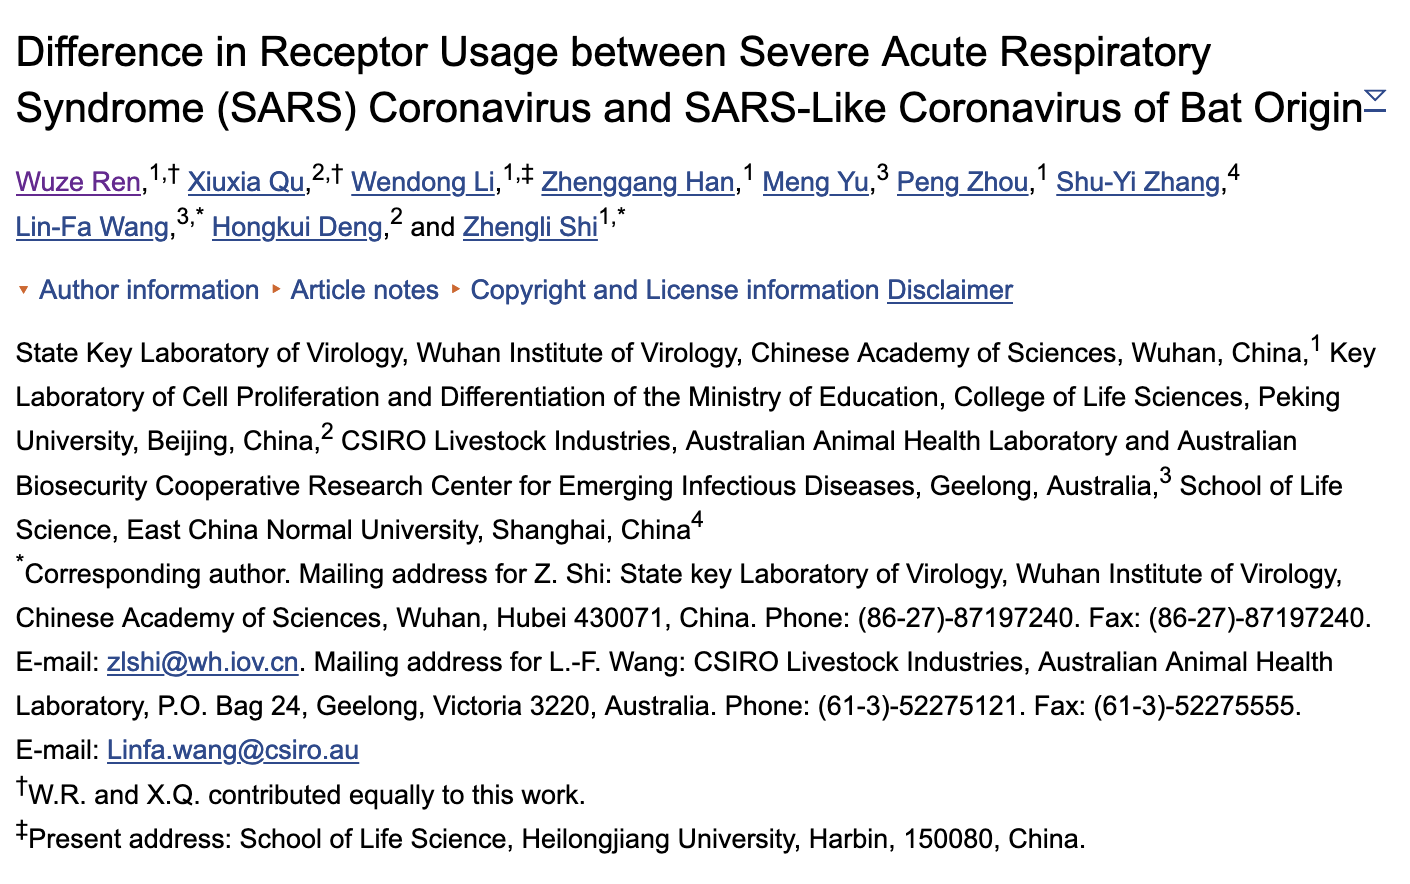 Difference in Receptor Usage between Severe Acute Respiratory
Syndrome (SARS) Coronavirus and SARS-Like Coronavirus of Bat Origin
Wuze Ren,1,† Xiuxia Qu,2,† Wendong Li,1,‡ Zhenggang Han,1 Meng Yu,3 Peng Zhou,1 Shu-Yi Zhang,4
Lin-Fa Wang,3,* Hongkui Deng,2 and Zhengli Shi1,*
Author information Article notes Copyright and License information Disclaimer
State Key Laboratory of Virology, Wuhan Institute of Virology, Chinese Academy of Sciences, Wuhan, China,1 Key
Laboratory of Cell Proliferation and Differentiation of the Ministry of Education, College of Life Sciences, Peking
University, Beijing, China,2 CSIRO Livestock Industries, Australian Animal Health Laboratory and Australian
Biosecurity Cooperative Research Center for Emerging Infectious Diseases, Geelong, Australia,3 School of Life
Science, East China Normal University, Shanghai, China4
*Corresponding author. Mailing address for Z. Shi: State key Laboratory of Virology, Wuhan Institute of Virology,
Chinese Academy of Sciences, Wuhan, Hubei 430071, China. Phone: (86-27)-87197240. Fax: (86-27)-87197240.
E-mail: zlshi@wh.iov.cn. Mailing address for L.-F. Wang: CSIRO Livestock Industries, Australian Animal Health
Laboratory, P.O. Bag 24, Geelong, Victoria 3220, Australia. Phone: (61-3)-52275121. Fax: (61-3)-52275555.
E-mail: Linfa.wang@csiro.au
†W.R. and X.Q. contributed equally to this work.
‡Present address: School of Life Science, Heilongjiang University, Harbin, 150080, China.